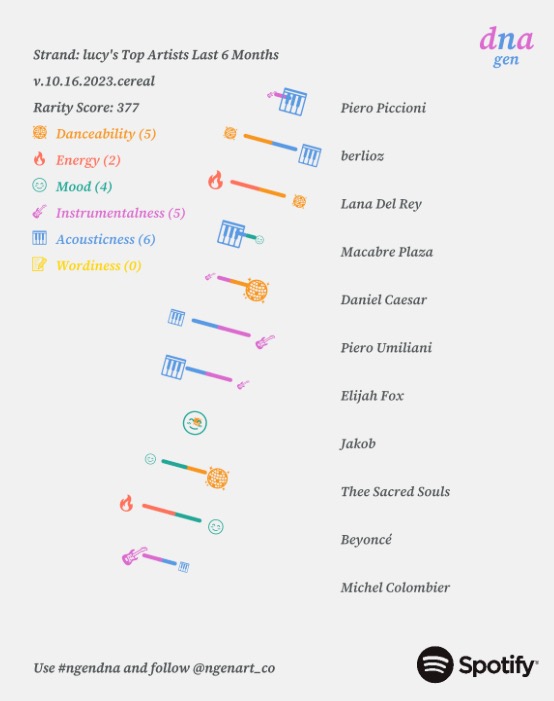 dna
gen
Strand: lucy's Top Artists Last 6 Months
v.10.16.2023.cereal
Rarity Score: 377
Danceability (5)
Energy (2)
Mood (4)
Instrumentalness (5)
Acousticness (6)
Wordiness (0)
Piero Piccioni
berlioz
Lana Del Rey
Macabre Plaza
Daniel Caesar
Piero Umiliani
Elijah Fox
Jakob
Thee Sacred Souls
Beyoncé
Michel Colombier
Use #ngendna and follow @ngenart_co
Spotify